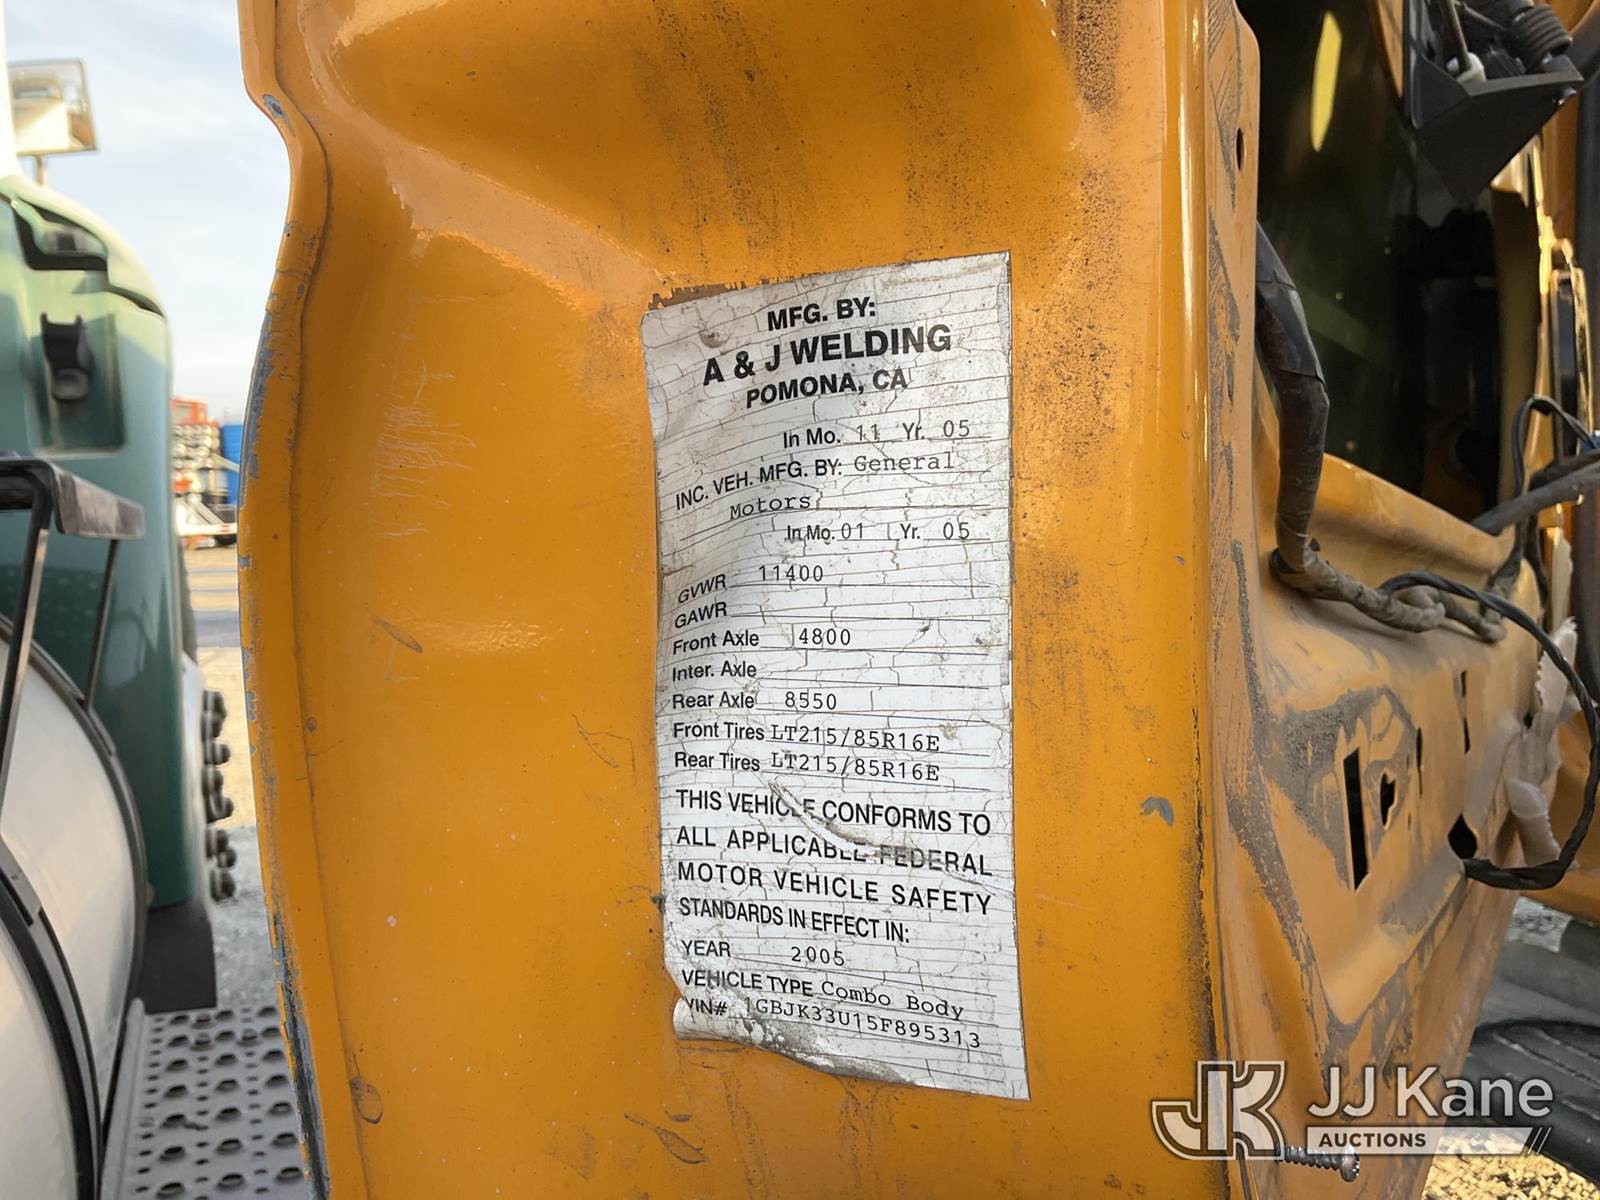 MFG. BY:
A & J WELDING
POMONA, CA
In Mo. 11 Yr. 05
INC. VEH. MFG. BY: General
Motors
In Mo. 01 Yr. 05
GVWR 11400
GAWR
Front Axle 4800
Inter. Axle
Rear Axle 8550
Front Tires LT215/85R16E
Rear Tires LT215/85R16E
THIS VEHICLE CONFORMS TO
ALL APPLICABLE FEDERAL
MOTOR VEHICLE SAFETY
STANDARDS IN EFFECT IN:
YEAR 2005
VEHICLE TYPE Combo Body
VIN# 1GBJK33U15F895313
JK JJ Kane
AUCTIONS